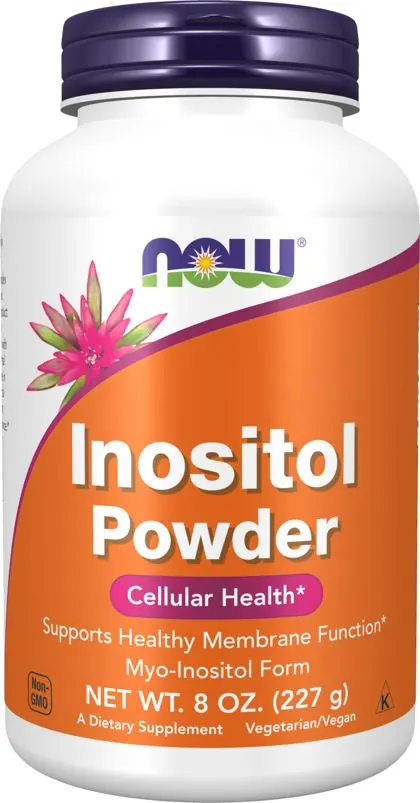 now®
Inositol
Powder
Cellular Health*
Supports Healthy Membrane Function*
Myo-Inositol Form
Non-
GMO
NET WT. 8 OZ. (227 g)
A Dietary Supplement Vegetarian/Vegan
K